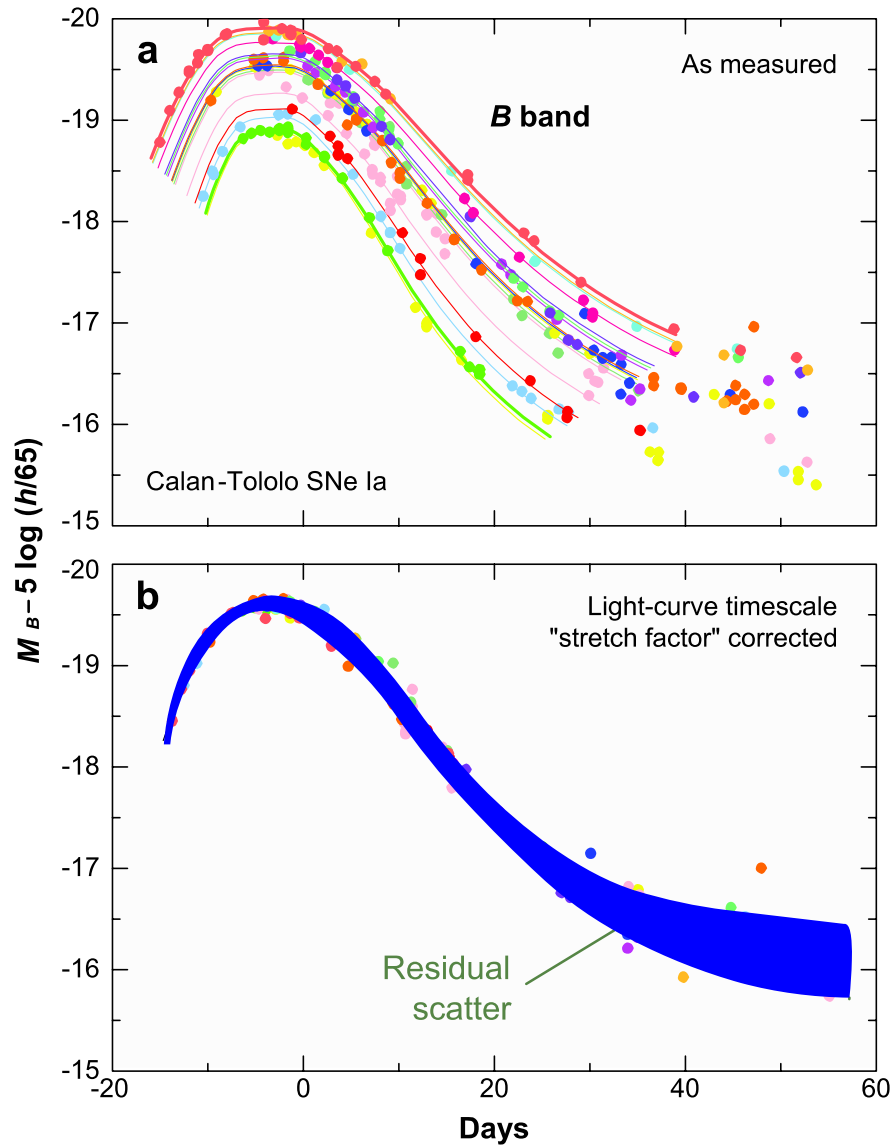 -20
a
As measured
-19
B band
-18
-17
-16
Calan-Tololo SNe Ia
-15
M B – 5 log (h/65)
-20
b
Light-curve timescale
"stretch factor" corrected
-19
-18
-17
-16
Residual
scatter
-15
-20 0 20 40 60
Days